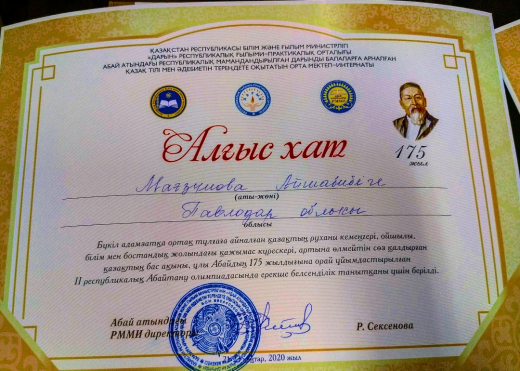 ҚАЗАҚСТАН РЕСПУБЛИКАСЫ БІЛІМ ЖӘНЕ ҒЫЛЫМ МИНИСТРЛІГІ
«ДАРЫН» РЕСПУБЛИКАЛЫҚ ҒЫЛЫМИ-ПРАКТИКАЛЫҚ ОРТАЛЫҒЫ
АБАЙ АТЫНДАҒЫ РЕСПУБЛИКАЛЫҚ МАМАНДАНДЫРЫЛҒАН ДАРЫНДЫ БАЛАЛАРҒА АРНАЛҒАН
ҚАЗАҚ ТІЛІ МЕН ӘДЕБИЕТІН ТЕРЕҢДЕТЕ ОҚЫТАТЫН ОРТА МЕКТЕП-ИНТЕРНАТЫ
Алғыс хат
175
жыл
Айшабибіге
(аты-жөні)
Павлодар облысы
облысы
Бүкіл адамзатқа ортақ тұлғаға айналған қазақтың рухани кемеңгері, ойшылы,
білім мен бостандық жолындағы қажымас күрескері, артына өлмейтін сөз қалдырған
қазақтың бас ақыны, ұлы Абайдың 175 жылдығына орай ұйымдастырылған
ІІ республикалық Абайтану олимпиадасында ерекше белсенділік танытқаны үшін берілді.
Абай атындағы
РММИ директоры
Р. Сексенова
2020 жыл